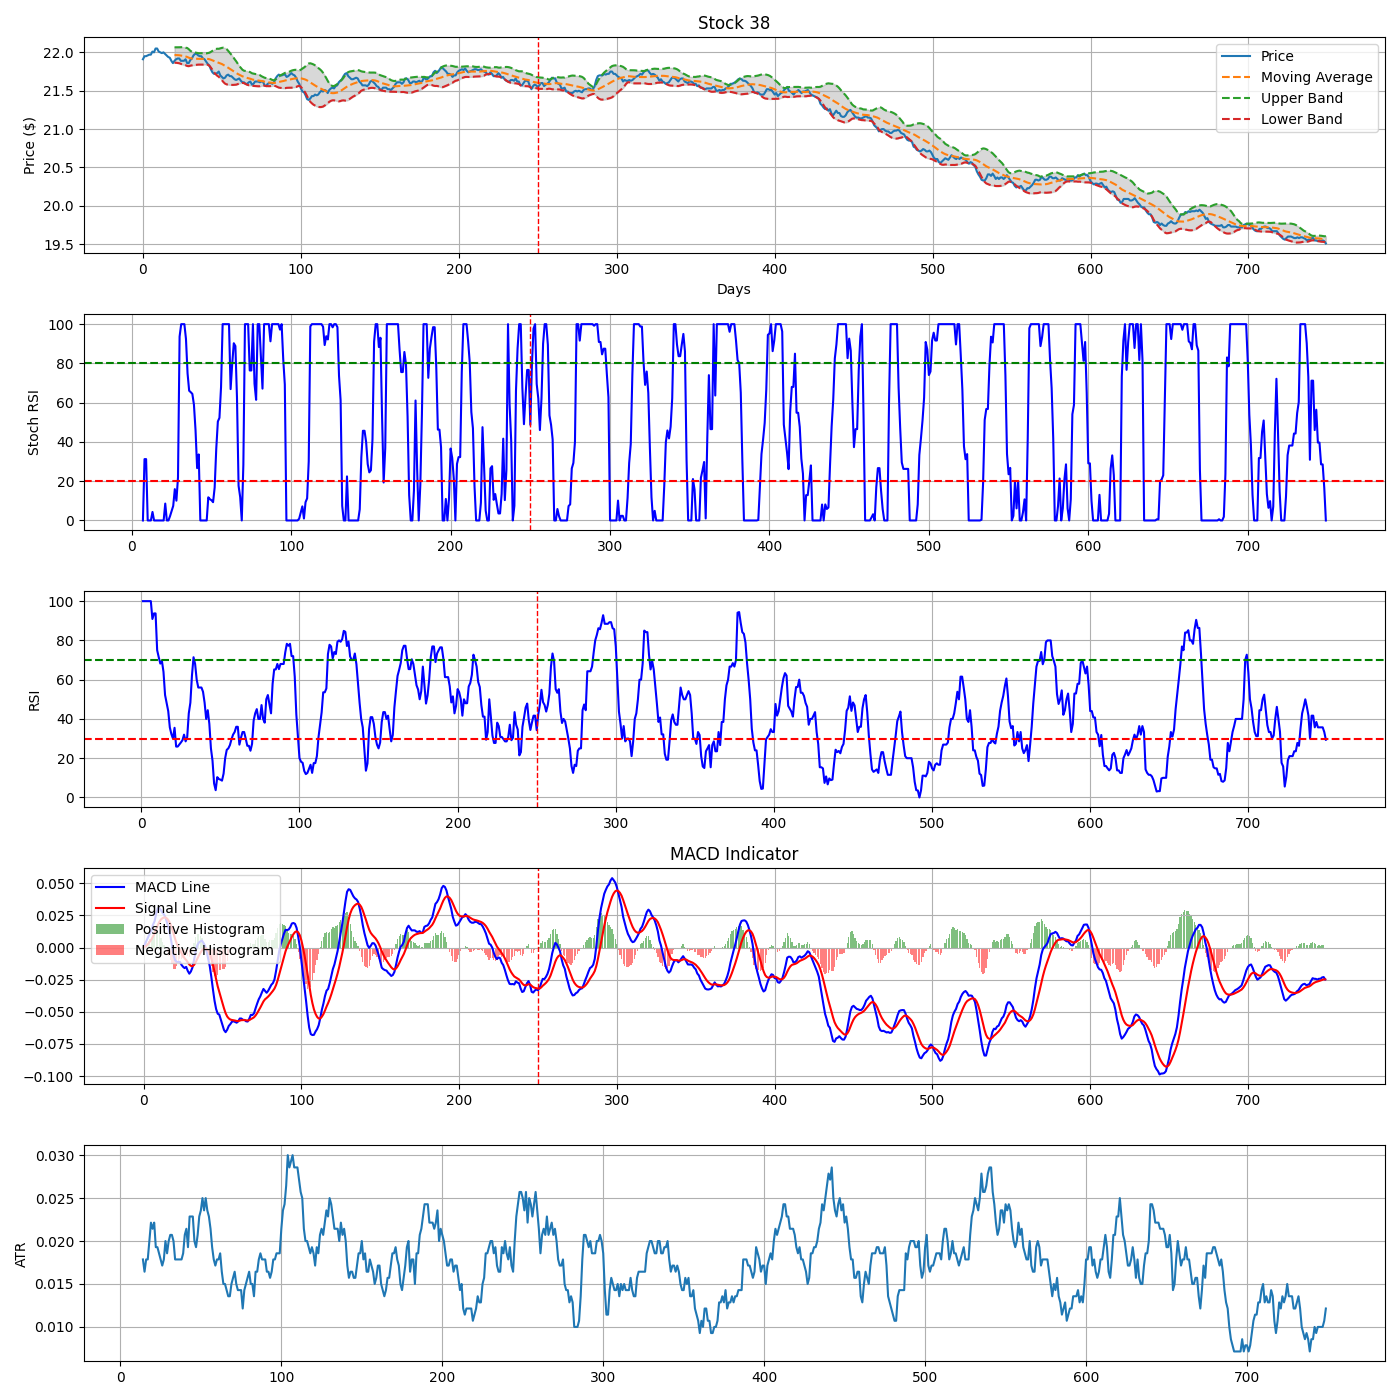 Stock 38
22.0
21.5
21.0
20.5
20.0
19.5
Price ($)
Price
Moving Average
Upper Band
Lower Band
0 100 200 300 400 500 600 700
Days
100
80
60
40
20
0
Stoch RSI
0 100 200 300 400 500 600 700
100
80
60
40
20
0
RSI
0 100 200 300 400 500 600 700
MACD Indicator
0.050
0.025
0.000
−0.025
−0.050
−0.075
−0.100
MACD Line
Signal Line
Positive Histogram
Negative Histogram
0 100 200 300 400 500 600 700
0.030
0.025
0.020
0.015
0.010
ATR
0 100 200 300 400 500 600 700